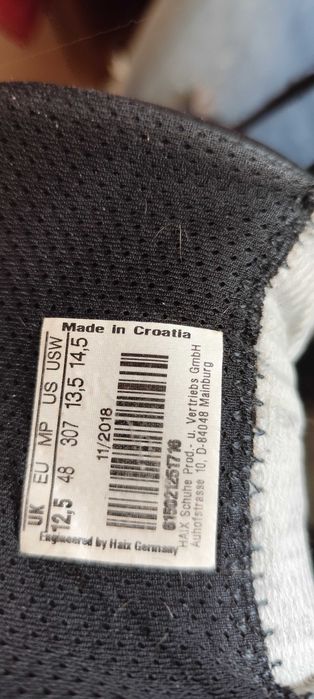 Made in Croatia
UK EU MP US USW
12,5 48 307 13,5 14,5
11/2018
615021251716
HAIX Schuhe Prod.- u. Vertriebs GmbH
Auhofstrasse 10, D-84048 Mainburg
Engineered by Haix Germany